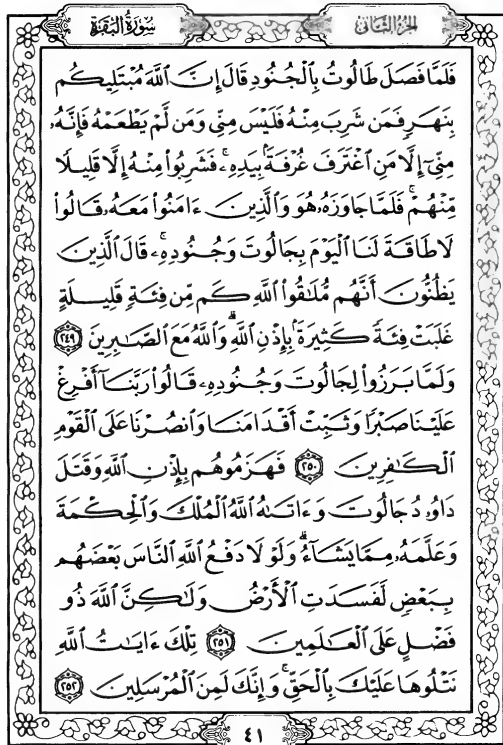 الجزء الثاني
سورة البقرة
فَلَمَّا فَصَلَ طَالُوتُ بِالْجُنُودِ قَالَ إِنَّ اللَّهَ مُبْتَلِيكُم
بِنَهَرٍ فَمَن شَرِبَ مِنْهُ فَلَيْسَ مِنِّي وَمَن لَّمْ يَطْعَمْهُ فَإِنَّهُۥ
مِنِّيٓ إِلَّا مَنِ اغْتَرَفَ غُرْفَةَۢ بِيَدِهِۦۚ فَشَرِبُوا۟ مِنْهُ إِلَّا قَلِيلًا
مِّنْهُمْۚ فَلَمَّا جَاوَزَهُۥ هُوَ وَالَّذِينَ ءَامَنُوا۟ مَعَهُۥ قَالُوا۟
لَا طَاقَةَ لَنَا الْيَوْمَ بِجَالُوتَ وَجُنُودِهِۦۚ قَالَ الَّذِينَ
يَظُنُّونَ أَنَّهُم مُّلَٰقُوا۟ اللَّهِ كَم مِّن فِئَةٍ قَلِيلَةٍ
غَلَبَتْ فِئَةً كَثِيرَةَۢ بِإِذْنِ اللَّهِۗ وَاللَّهُ مَعَ الصَّٰبِرِينَ ٢٤٩
وَلَمَّا بَرَزُوا۟ لِجَالُوتَ وَجُنُودِهِۦ قَالُوا۟ رَبَّنَآ أَفْرِغْ
عَلَيْنَا صَبْرًا وَثَبِّتْ أَقْدَامَنَا وَانصُرْنَا عَلَى الْقَوْمِ
الْكَٰفِرِينَ ٢٥٠ فَهَزَمُوهُم بِإِذْنِ اللَّهِ وَقَتَلَ
دَاوُۥدُ جَالُوتَ وَءَاتَىٰهُ اللَّهُ الْمُلْكَ وَالْحِكْمَةَ
وَعَلَّمَهُۥ مِمَّا يَشَآءُۗ وَلَوْلَا دَفْعُ اللَّهِ النَّاسَ بَعْضَهُم
بِبَعْضٍ لَّفَسَدَتِ الْأَرْضُ وَلَٰكِنَّ اللَّهَ ذُو
فَضْلٍ عَلَى الْعَٰلَمِينَ ٢٥١ تِلْكَ ءَايَٰتُ اللَّهِ
نَتْلُوهَا عَلَيْكَ بِالْحَقِّۚ وَإِنَّكَ لَمِنَ الْمُرْسَلِينَ ٢٥٢
٤١